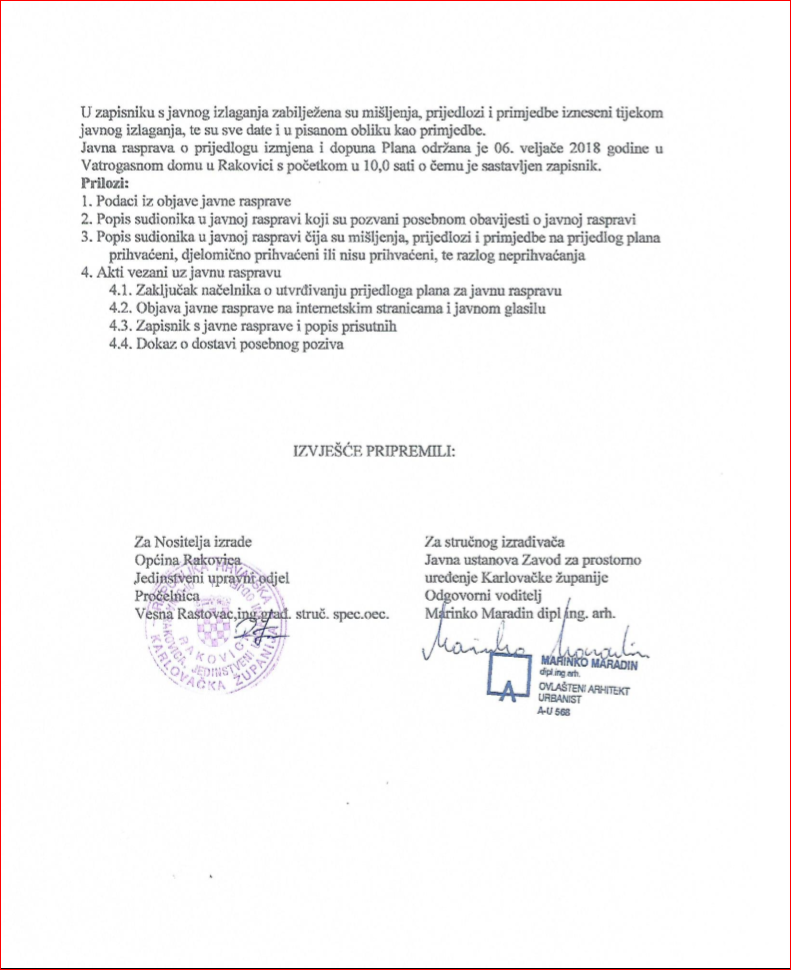 U zapisniku s javnog izlaganja zabilježena su mišljenja, prijedlozi i primjedbe izneseni tijekom
javnog izlaganja, te su sve date i u pisanom obliku kao primjedbe.
Javna rasprava o prijedlogu izmjena i dopuna Plana održana je 06. veljače 2018 godine u
Vatrogasnom domu u Rakovici s početkom u 10,0 sati o čemu je sastavljen zapisnik.
Prilozi:
1. Podaci iz objave javne rasprave
2. Popis sudionika u javnoj raspravi koji su pozvani posebnom obavijesti o javnoj raspravi
3. Popis sudionika u javnoj raspravi čija su mišljenja, prijedlozi i primjedbe na prijedlog plana
prihvaćeni, djelomično prihvaćeni ili nisu prihvaćeni, te razlog neprihvaćanja
4. Akti vezani uz javnu raspravu
4.1. Zaključak načelnika o utvrđivanju prijedloga plana za javnu raspravu
4.2. Objava javne rasprave na internetskim stranicama i javnom glasilu
4.3. Zapisnik s javne rasprave i popis prisutnih
4.4. Dokaz o dostavi posebnog poziva
IZVJEŠĆE PRIPREMILI:
Za Nositelja izrade
Općina Rakovica
Jedinstveni upravni odjel
Pročelnica
Vesna Rastovac,ing.građ. struč. spec.oec.
REPUBLIKA HRVATSKA
KARLOVAČKA ŽUPANIJA
RAKOVICA
Za stručnog izrađivača
Javna ustanova Zavod za prostorno
uređenje Karlovačke županije
Odgovorni voditelj
Marinko Maradin dipl ing. arh.
Marinko Maradin
MARINKO MARADIN
dipl.ing.arh.
OVLAŠTENI ARHITEKT
URBANIST
A-U 568